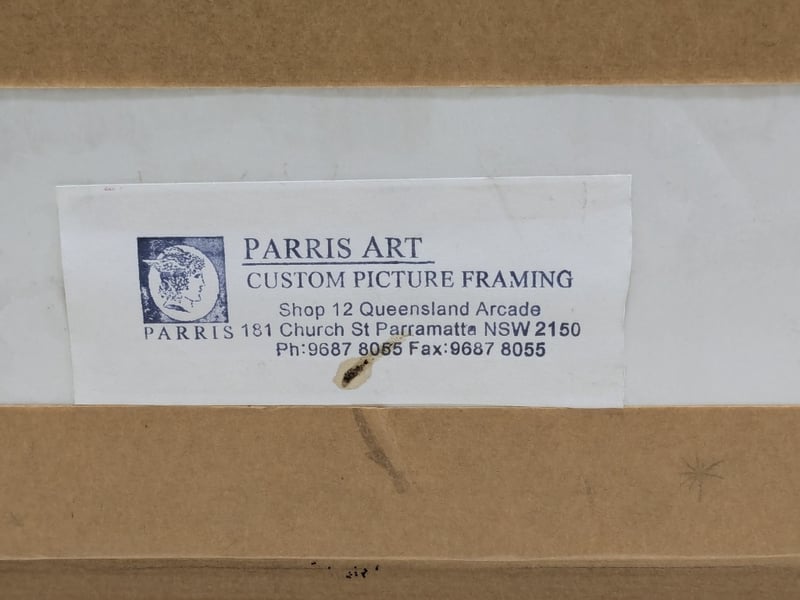 PARRIS ART
CUSTOM PICTURE FRAMING
Shop 12 Queensland Arcade
PARRIS 181 Church St Parramatta NSW 2150
Ph:9687 8055 Fax:9687 8055